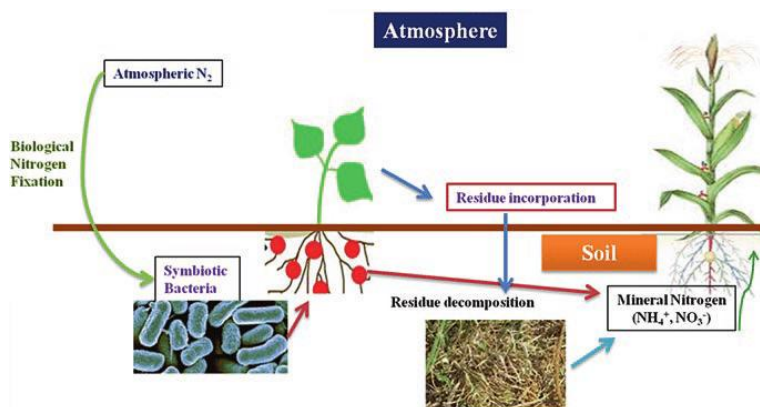 Atmosphere
Atmospheric N₂
Biological
Nitrogen
Fixation
Residue incorporation
Soil
Symbiotic
Bacteria
Residue decomposition
Mineral Nitrogen
(NH₄⁺, NO₃⁻)